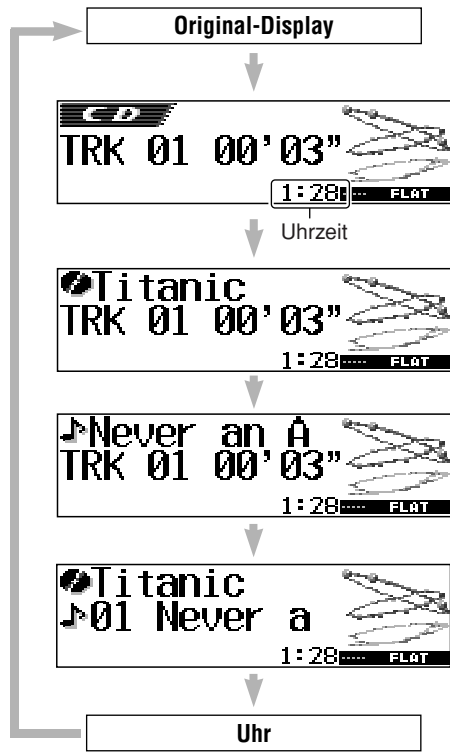 Original-Display
CD
TRK 01 00'03"
1:28 FLAT
Uhrzeit
Titanic
TRK 01 00'03"
1:28 FLAT
Never an A
TRK 01 00'03"
1:28 FLAT
Titanic
01 Never a
1:28 FLAT
Uhr